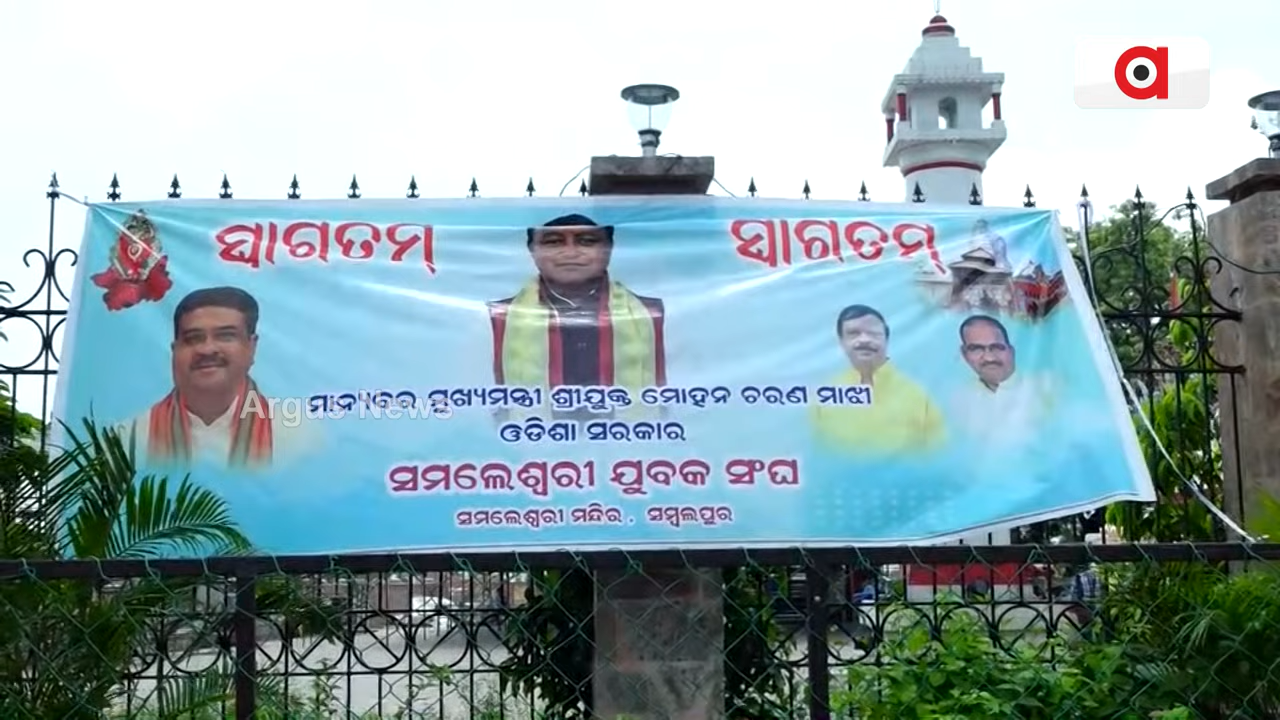 ସ୍ବାଗତମ୍ ସ୍ବାଗତମ୍
ମାନ୍ୟବର ମୁଖ୍ୟମନ୍ତ୍ରୀ ଶ୍ରୀଯୁକ୍ତ ମୋହନ ଚରଣ ମାଝୀ
Argus News
ଓଡିଶା ସରକାର
ସମଲେଶ୍ୱରୀ ଯୁବକ ସଂଘ
ସମଲେଶ୍ୱରୀ ମନ୍ଦିର . ସମ୍ବଲପୁର